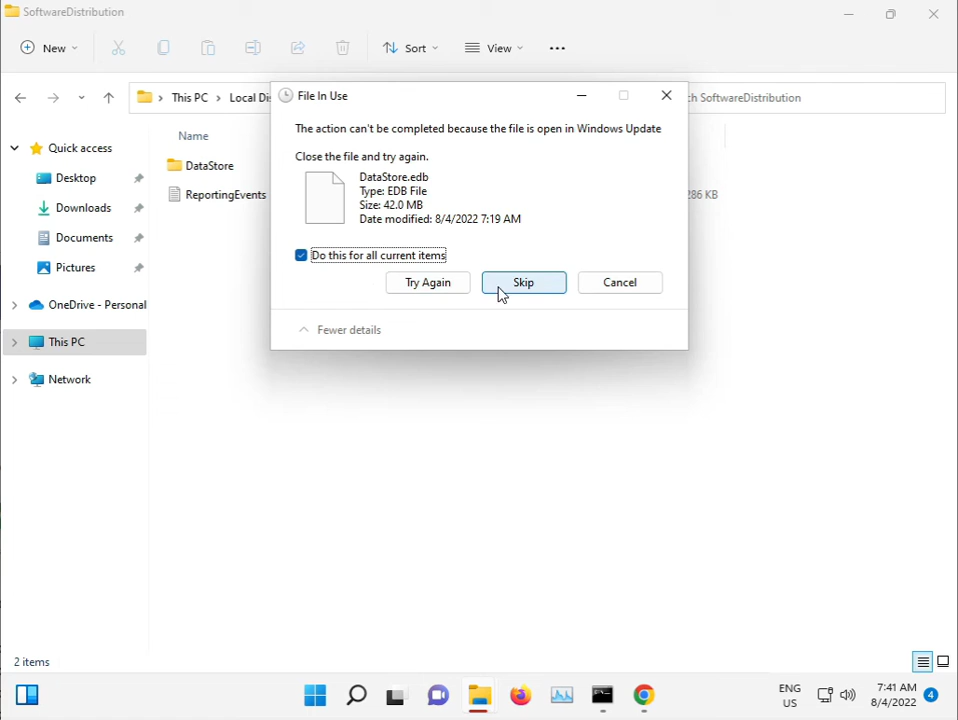 SoftwareDistribution
New
Sort
View
This PC
Local Dis
ch SoftwareDistribution
File In Use
The action can't be completed because the file is open in Windows Update
Close the file and try again.
DataStore.edb
Type: EDB File
Size: 42.0 MB
Date modified: 8/4/2022 7:19 AM
Do this for all current items
Try Again
Skip
Cancel
Fewer details
Name
DataStore
ReportingEvents
286 KB
Quick access
Desktop
Downloads
Documents
Pictures
OneDrive - Personal
This PC
Network
2 items
ENG
US
7:41 AM
8/4/2022
4